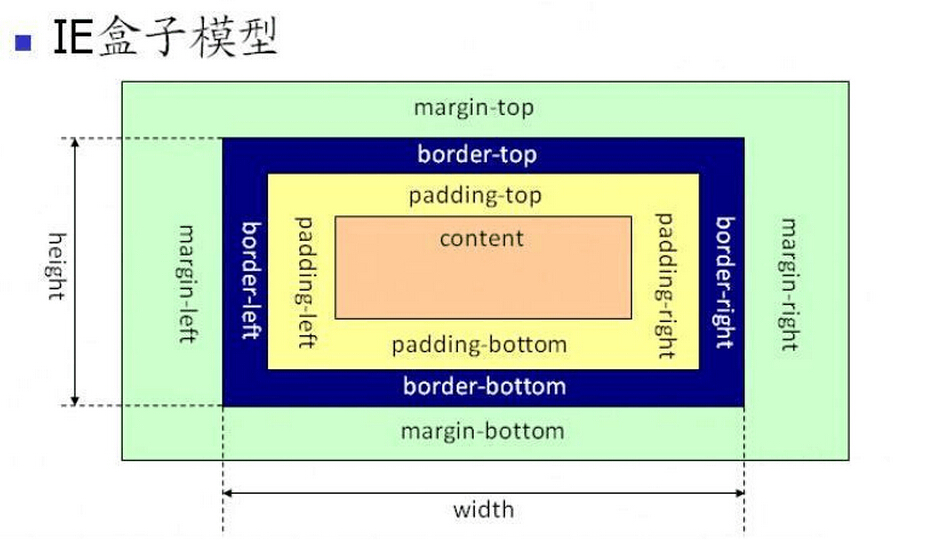 IE盒子模型
margin-top
border-top
padding-top
content
height
margin-left
border-left
padding-left
padding-right
border-right
margin-right
padding-bottom
border-bottom
margin-bottom
width